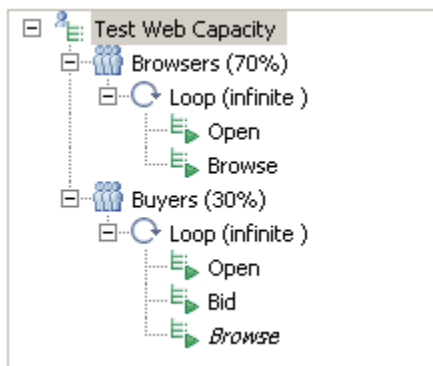 Test Web Capacity
Browsers (70%)
Loop (infinite )
Open
Browse
Buyers (30%)
Loop (infinite )
Open
Bid
Browse